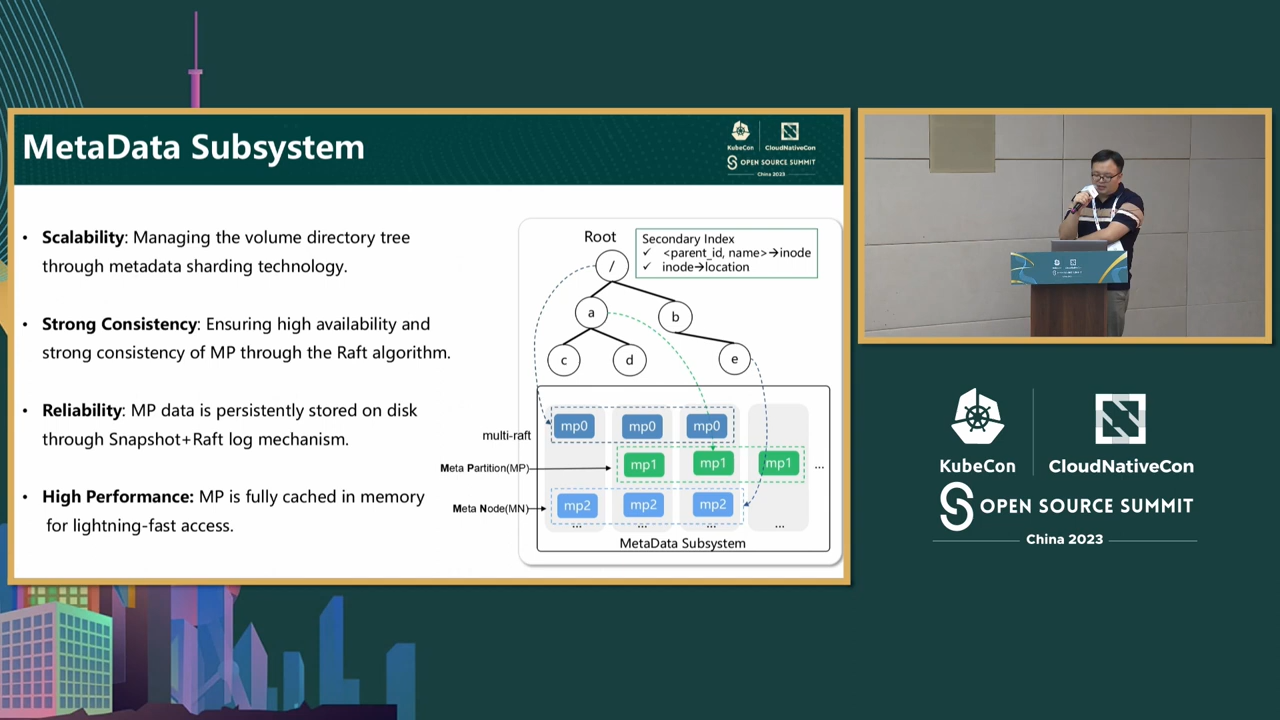 MetaData Subsystem
KubeCon
CloudNativeCon
OPEN SOURCE SUMMIT
China 2023
• Scalability: Managing the volume directory tree
through metadata sharding technology.
• Strong Consistency: Ensuring high availability and
strong consistency of MP through the Raft algorithm.
• Reliability: MP data is persistently stored on disk
through Snapshot+Raft log mechanism.
• High Performance: MP is fully cached in memory
for lightning-fast access.
Root
Secondary Index
✓ <parent_id, name>→inode
✓ inode→location
/
a
b
c
d
e
multi-raft
mp0
mp0
mp0
Meta Partition(MP)
mp1
mp1
mp1
...
Meta Node(MN)
mp2
mp2
mp2
...
...
...
...
MetaData Subsystem
KubeCon
CloudNativeCon
OPEN SOURCE SUMMIT
China 2023